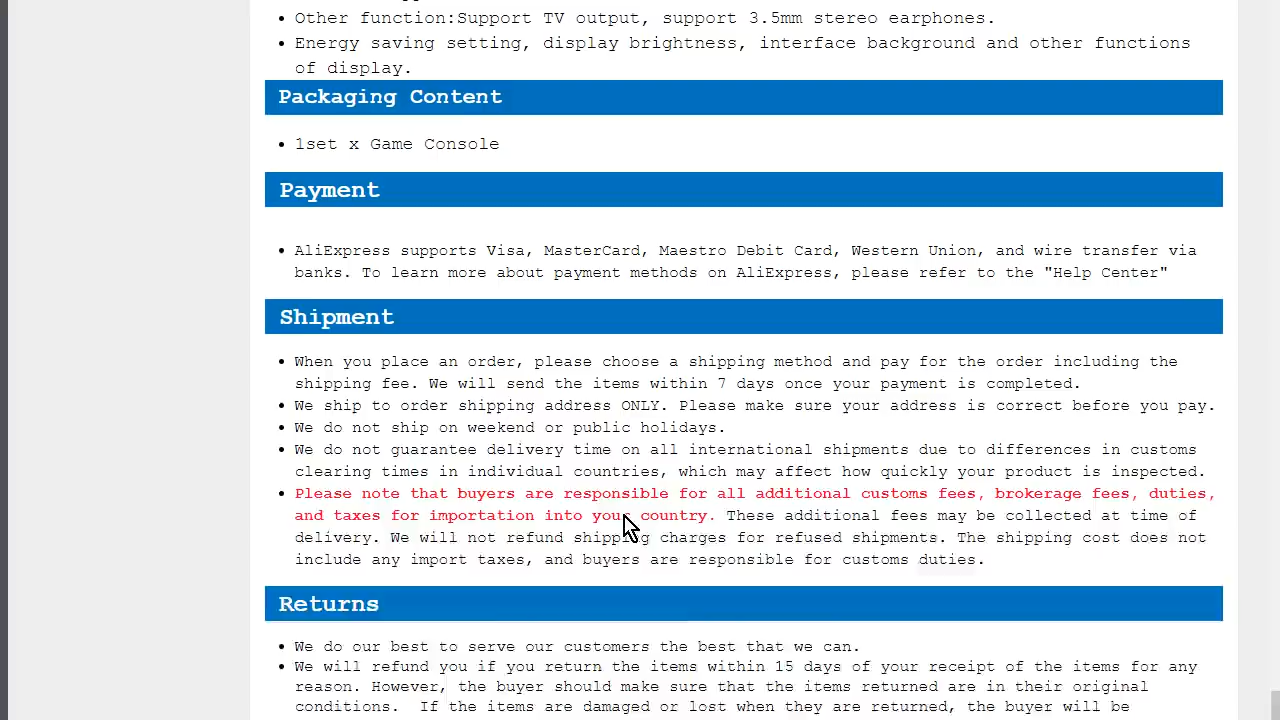 Other function:Support TV output, support 3.5mm stereo earphones.
Energy saving setting, display brightness, interface background and other functions
of display.
Packaging Content
1set x Game Console
Payment
AliExpress supports Visa, MasterCard, Maestro Debit Card, Western Union, and wire transfer via
banks. To learn more about payment methods on AliExpress, please refer to the "Help Center"
Shipment
When you place an order, please choose a shipping method and pay for the order including the
shipping fee. We will send the items within 7 days once your payment is completed.
We ship to order shipping address ONLY. Please make sure your address is correct before you pay.
We do not ship on weekend or public holidays.
We do not guarantee delivery time on all international shipments due to differences in customs
clearing times in individual countries, which may affect how quickly your product is inspected.
Please note that buyers are responsible for all additional customs fees, brokerage fees, duties,
and taxes for importation into your country. These additional fees may be collected at time of
delivery. We will not refund shipping charges for refused shipments. The shipping cost does not
include any import taxes, and buyers are responsible for customs duties.
Returns
We do our best to serve our customers the best that we can.
We will refund you if you return the items within 15 days of your receipt of the items for any
reason. However, the buyer should make sure that the items returned are in their original
conditions.  If the items are damaged or lost when they are returned, the buyer will be